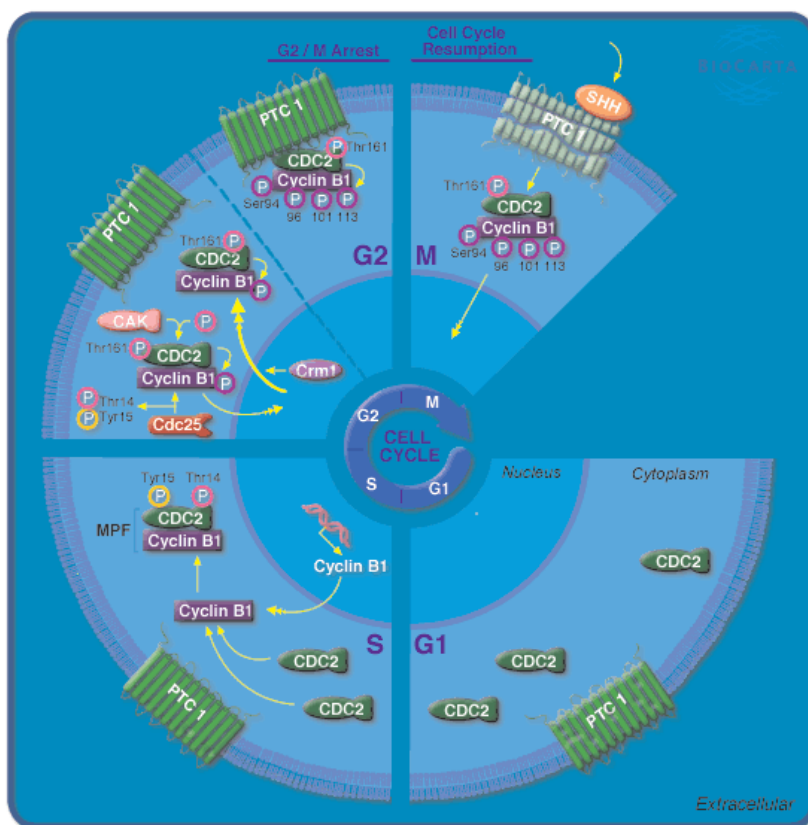 G2 / M Arrest
Cell Cycle
Resumption
BIOCARTA
SHH
PTC 1
PTC 1
P
Thr161
CDC2
Cyclin B1
P
P
P
P
Ser94
96
101
113
Thr161
P
CDC2
Cyclin B1
P
P
P
P
Ser94
96
101
113
PTC 1
Thr161
P
CDC2
Cyclin B1
P
G2
M
CAK
P
Thr161
P
CDC2
Cyclin B1
P
Crm1
P
Thr14
P
Tyr15
Cdc25
G2
M
CELL
CYCLE
S
G1
Nucleus
Cytoplasm
Tyr15
Thr14
P
P
MPF
CDC2
Cyclin B1
Cyclin B1
CDC2
Cyclin B1
S
G1
CDC2
CDC2
CDC2
CDC2
PTC 1
PTC 1
Extracellular